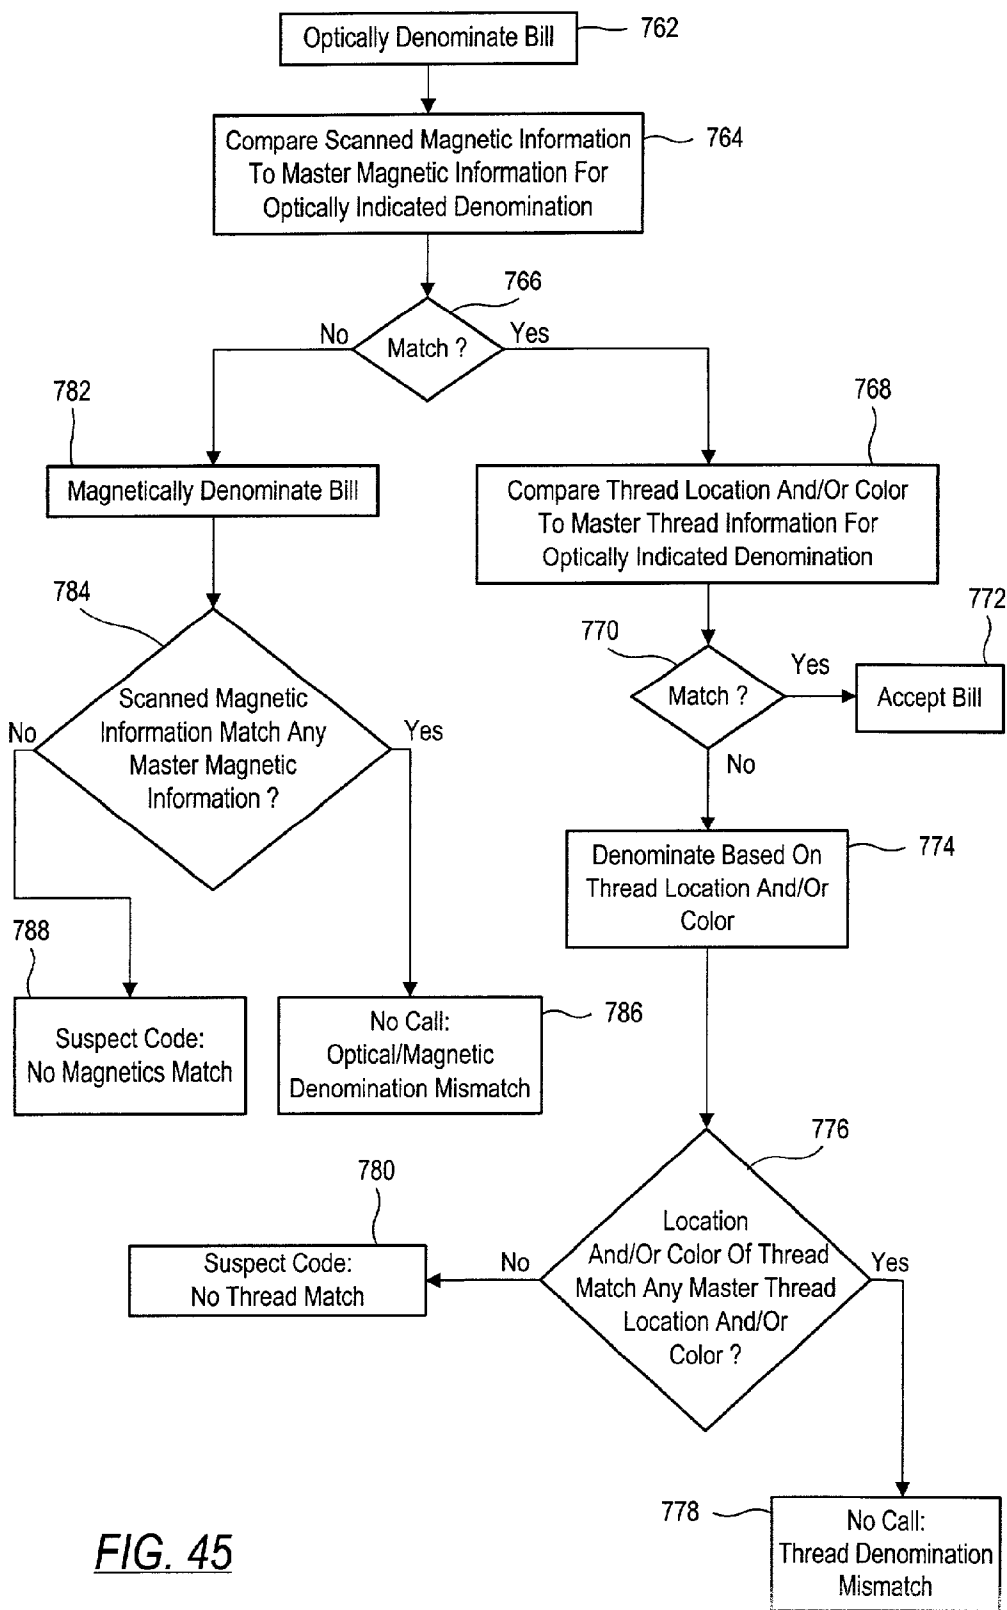 Optically Denominate Bill
762
Compare Scanned Magnetic Information
To Master Magnetic Information For
Optically Indicated Denomination
764
766
No
Match ?
Yes
782
Magnetically Denominate Bill
768
Compare Thread Location And/Or Color
To Master Thread Information For
Optically Indicated Denomination
784
Scanned Magnetic
Information Match Any
Master Magnetic
Information ?
No
Yes
770
Match ?
Yes
772
Accept Bill
No
Denominate Based On
Thread Location And/Or
Color
774
788
Suspect Code:
No Magnetics Match
No Call:
Optical/Magnetic
Denomination Mismatch
786
776
Location
And/Or Color Of Thread
Match Any Master Thread
Location And/Or
Color ?
No
Yes
780
Suspect Code:
No Thread Match
778
No Call:
Thread Denomination
Mismatch
FIG. 45